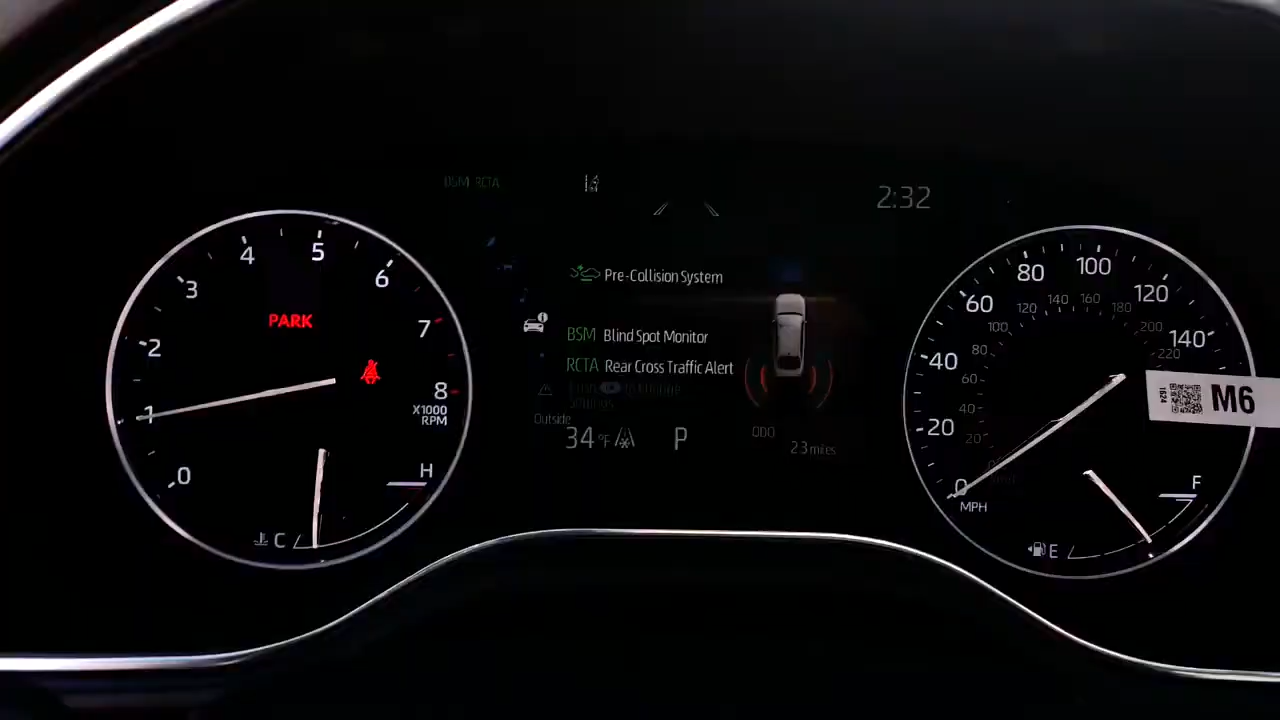 BSM RCTA
2:32
Pre-Collision System
BSM Blind Spot Monitor
RCTA Rear Cross Traffic Alert
Outside
34°F
P
000
23 miles
PARK
0
1
2
3
4
5
6
7
8
X1000
RPM
H
C
0
20
40
60
80
100
120
140
20
40
60
80
100
120
140
160
180
200
220
MPH
F
E
1624
M6